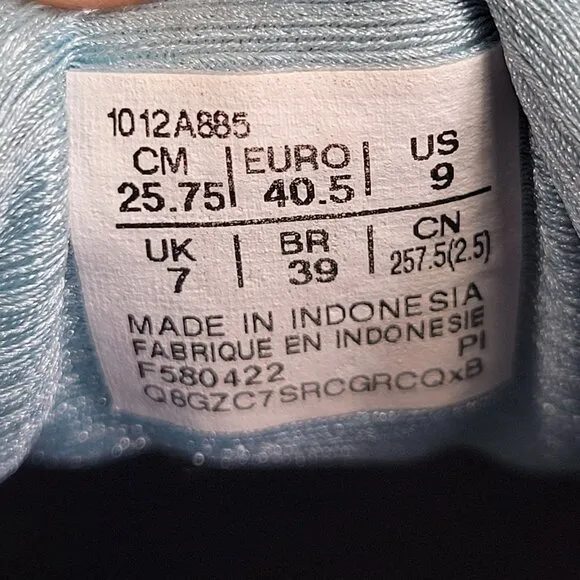 1012A885
CM | EURO | US
25.75 | 40.5 | 9
UK | BR | CN
7 | 39 | 257.5(2.5)
MADE IN INDONESIA
FABRIQUE EN INDONESIE
F580422 PI
Q8GZC7SRCGRCQxB